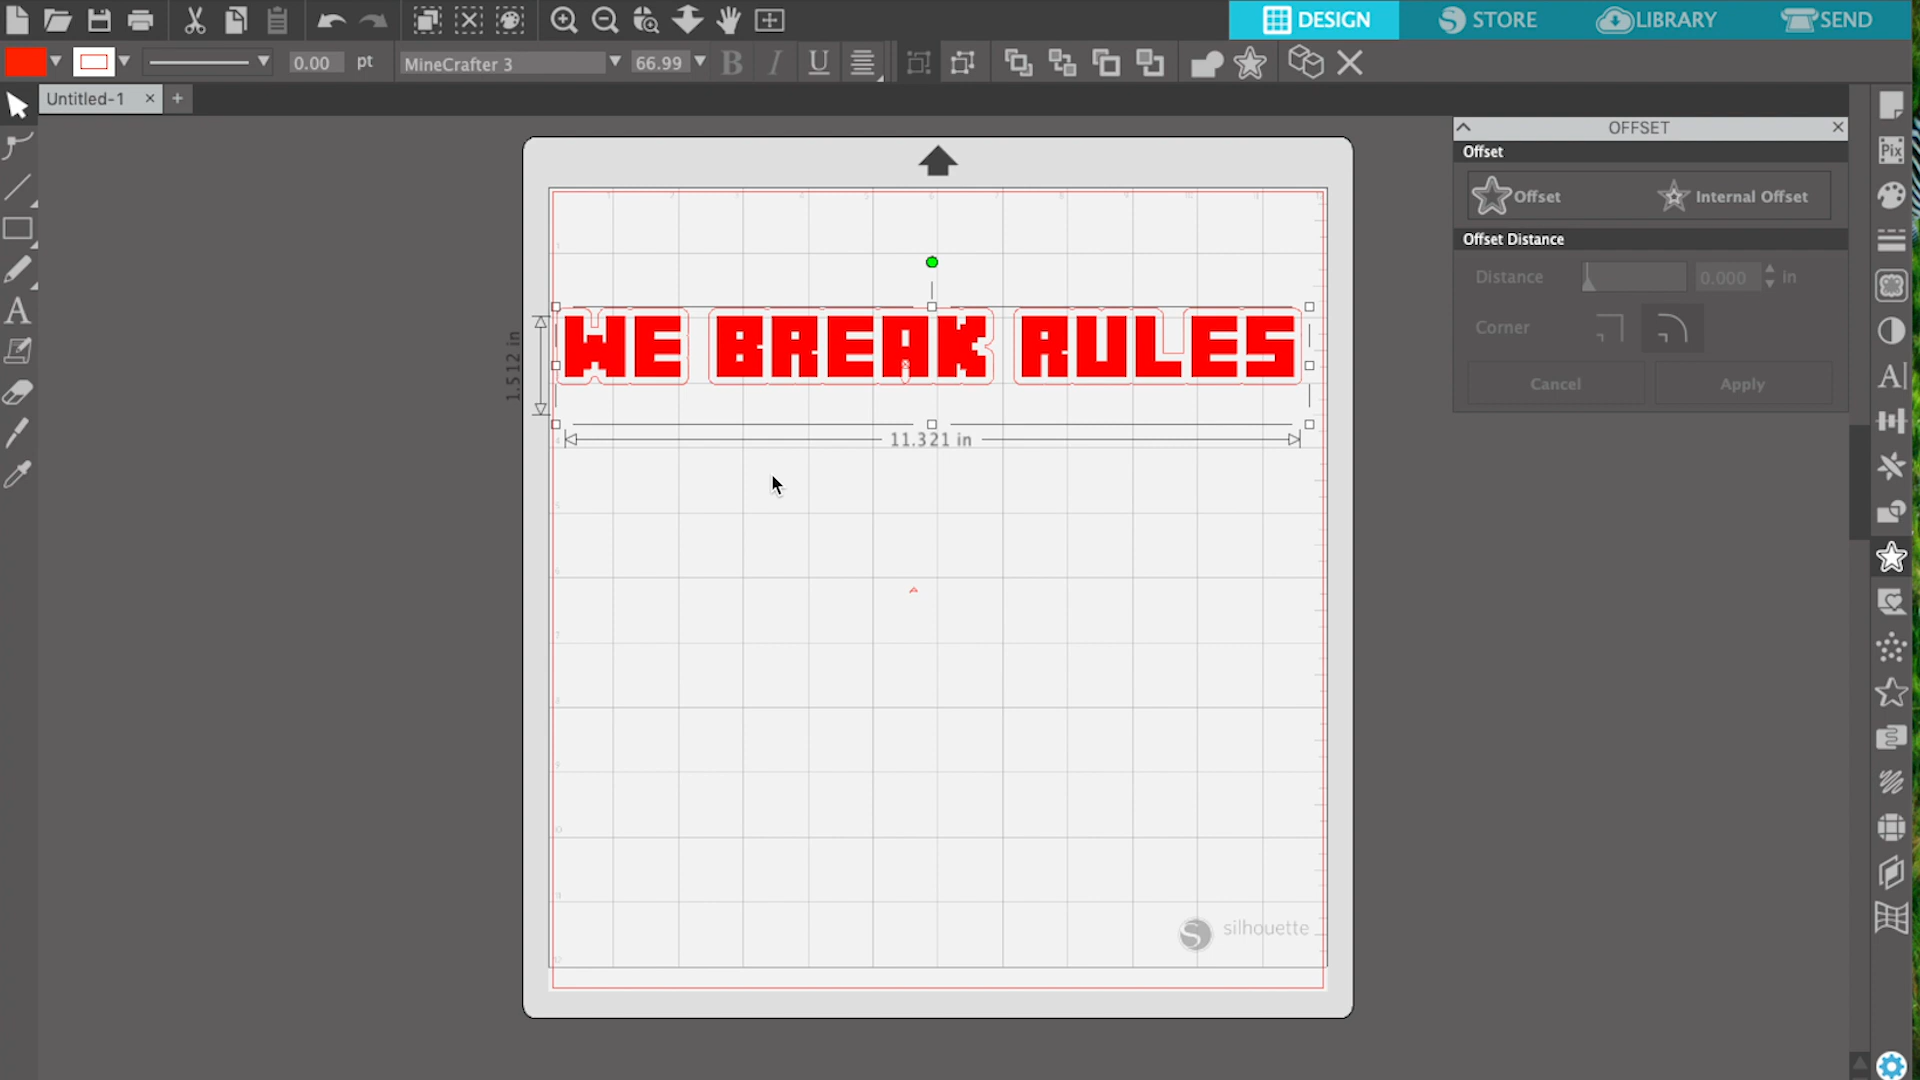 DESIGN STORE LIBRARY SEND
0.00 pt MineCrafter 3 66.99 B I U
Untitled-1
OFFSET
Offset
Offset Internal Offset
Offset Distance
Distance 0.000 in
Corner
Cancel Apply
WE BREAK RULES
1.512 in
11.321 in
silhouette
Pix